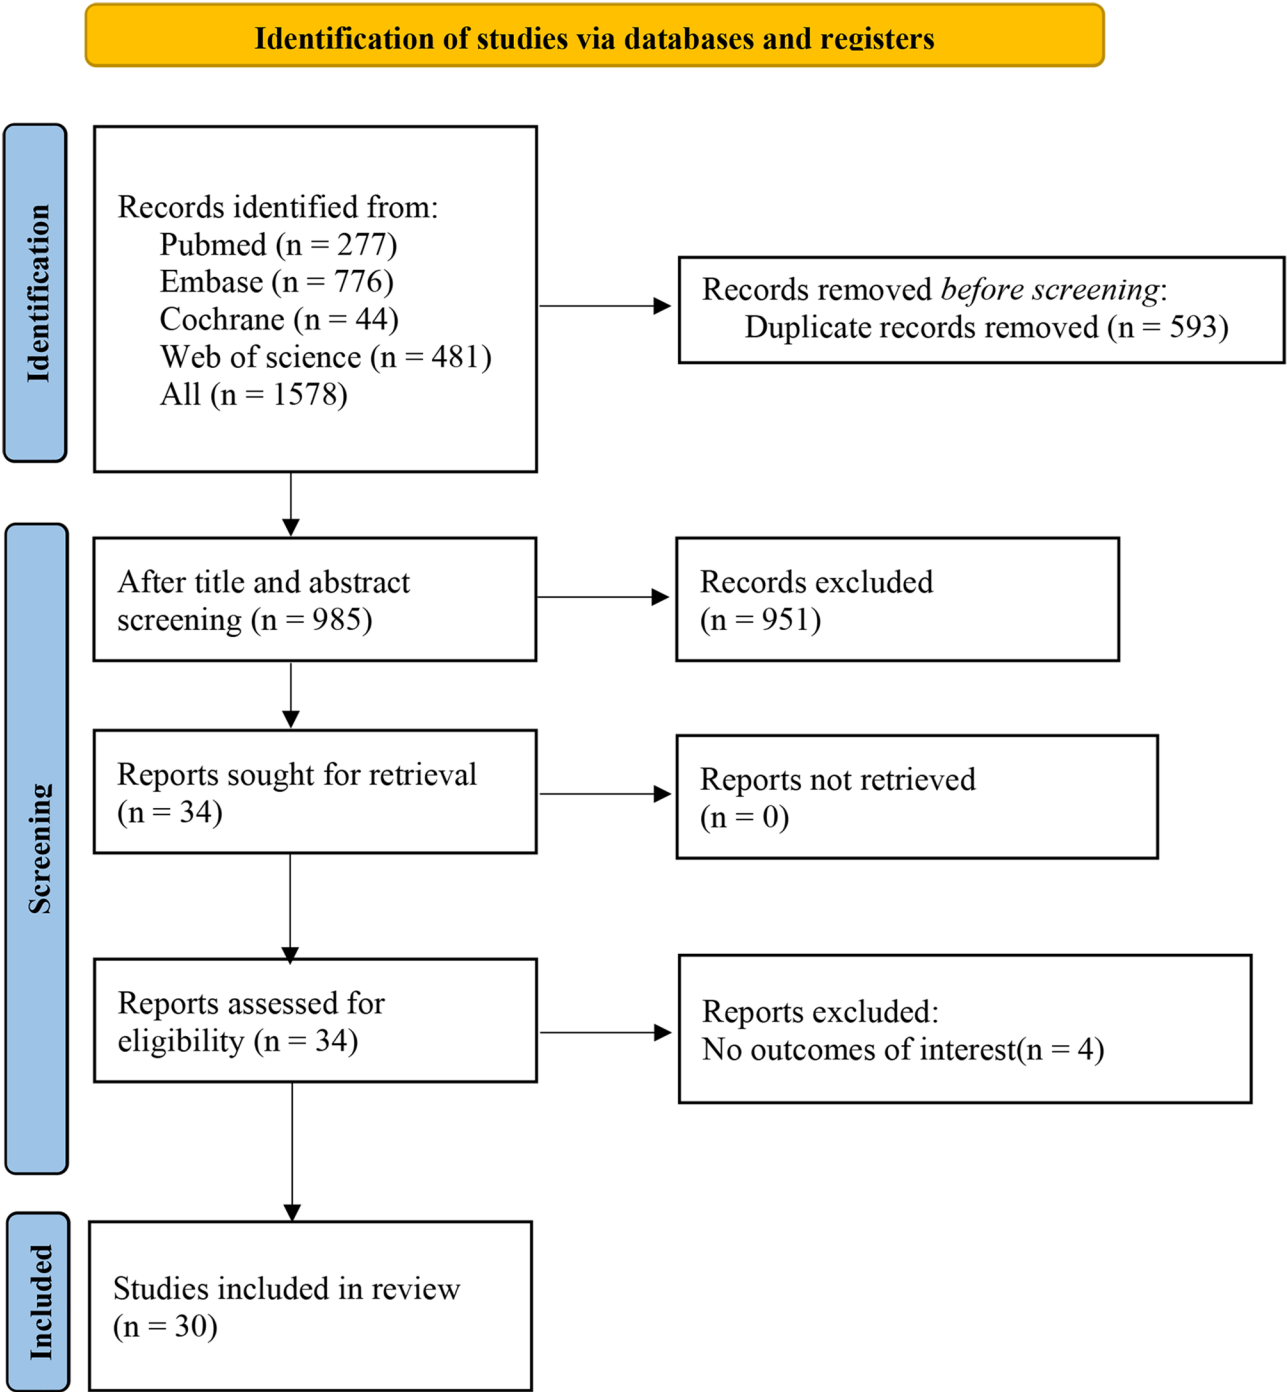 Identification of studies via databases and registers
Identification
Records identified from:
Pubmed (n = 277)
Embase (n = 776)
Cochrane (n = 44)
Web of science (n = 481)
All (n = 1578)
Records removed before screening:
Duplicate records removed (n = 593)
Screening
After title and abstract
screening (n = 985)
Records excluded
(n = 951)
Reports sought for retrieval
(n = 34)
Reports not retrieved
(n = 0)
Reports assessed for
eligibility (n = 34)
Reports excluded:
No outcomes of interest(n = 4)
Included
Studies included in review
(n = 30)